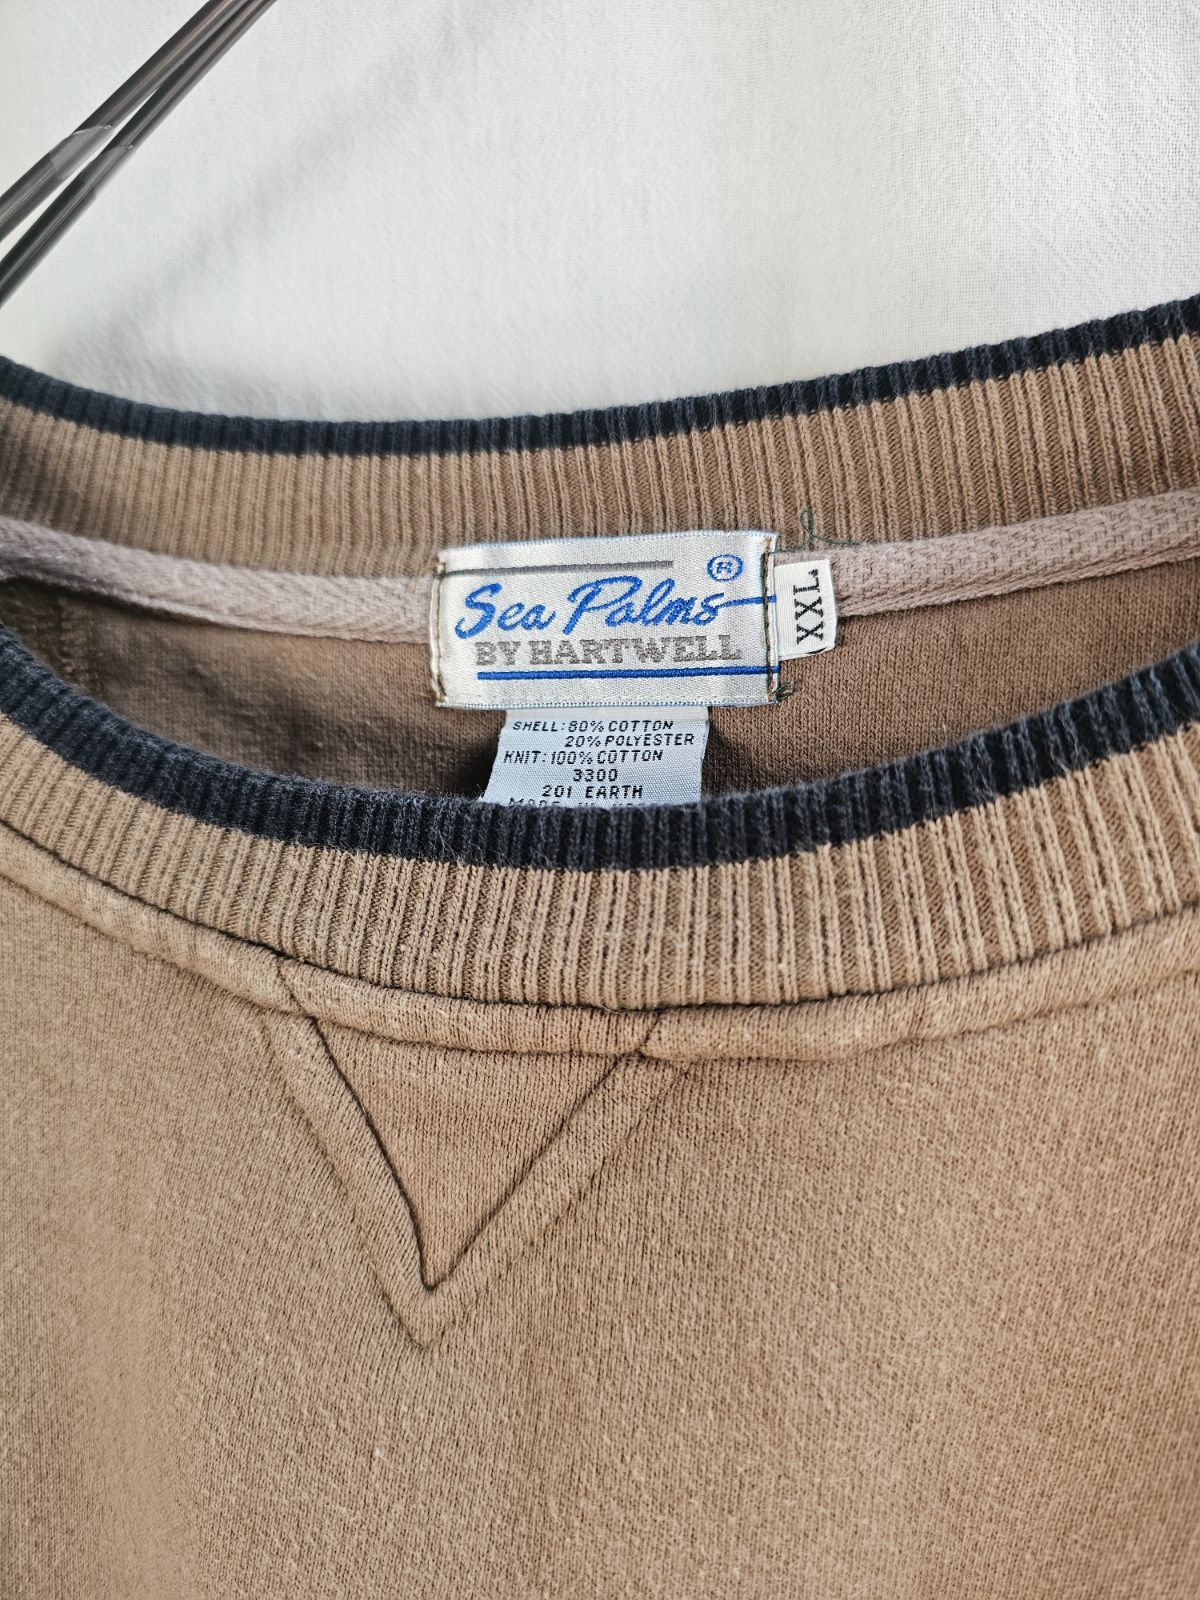 Sea Palms ®
BY HARTWELL
XXL
SHELL: 80% COTTON
20% POLYESTER
KNIT: 100% COTTON
3300
201 EARTH